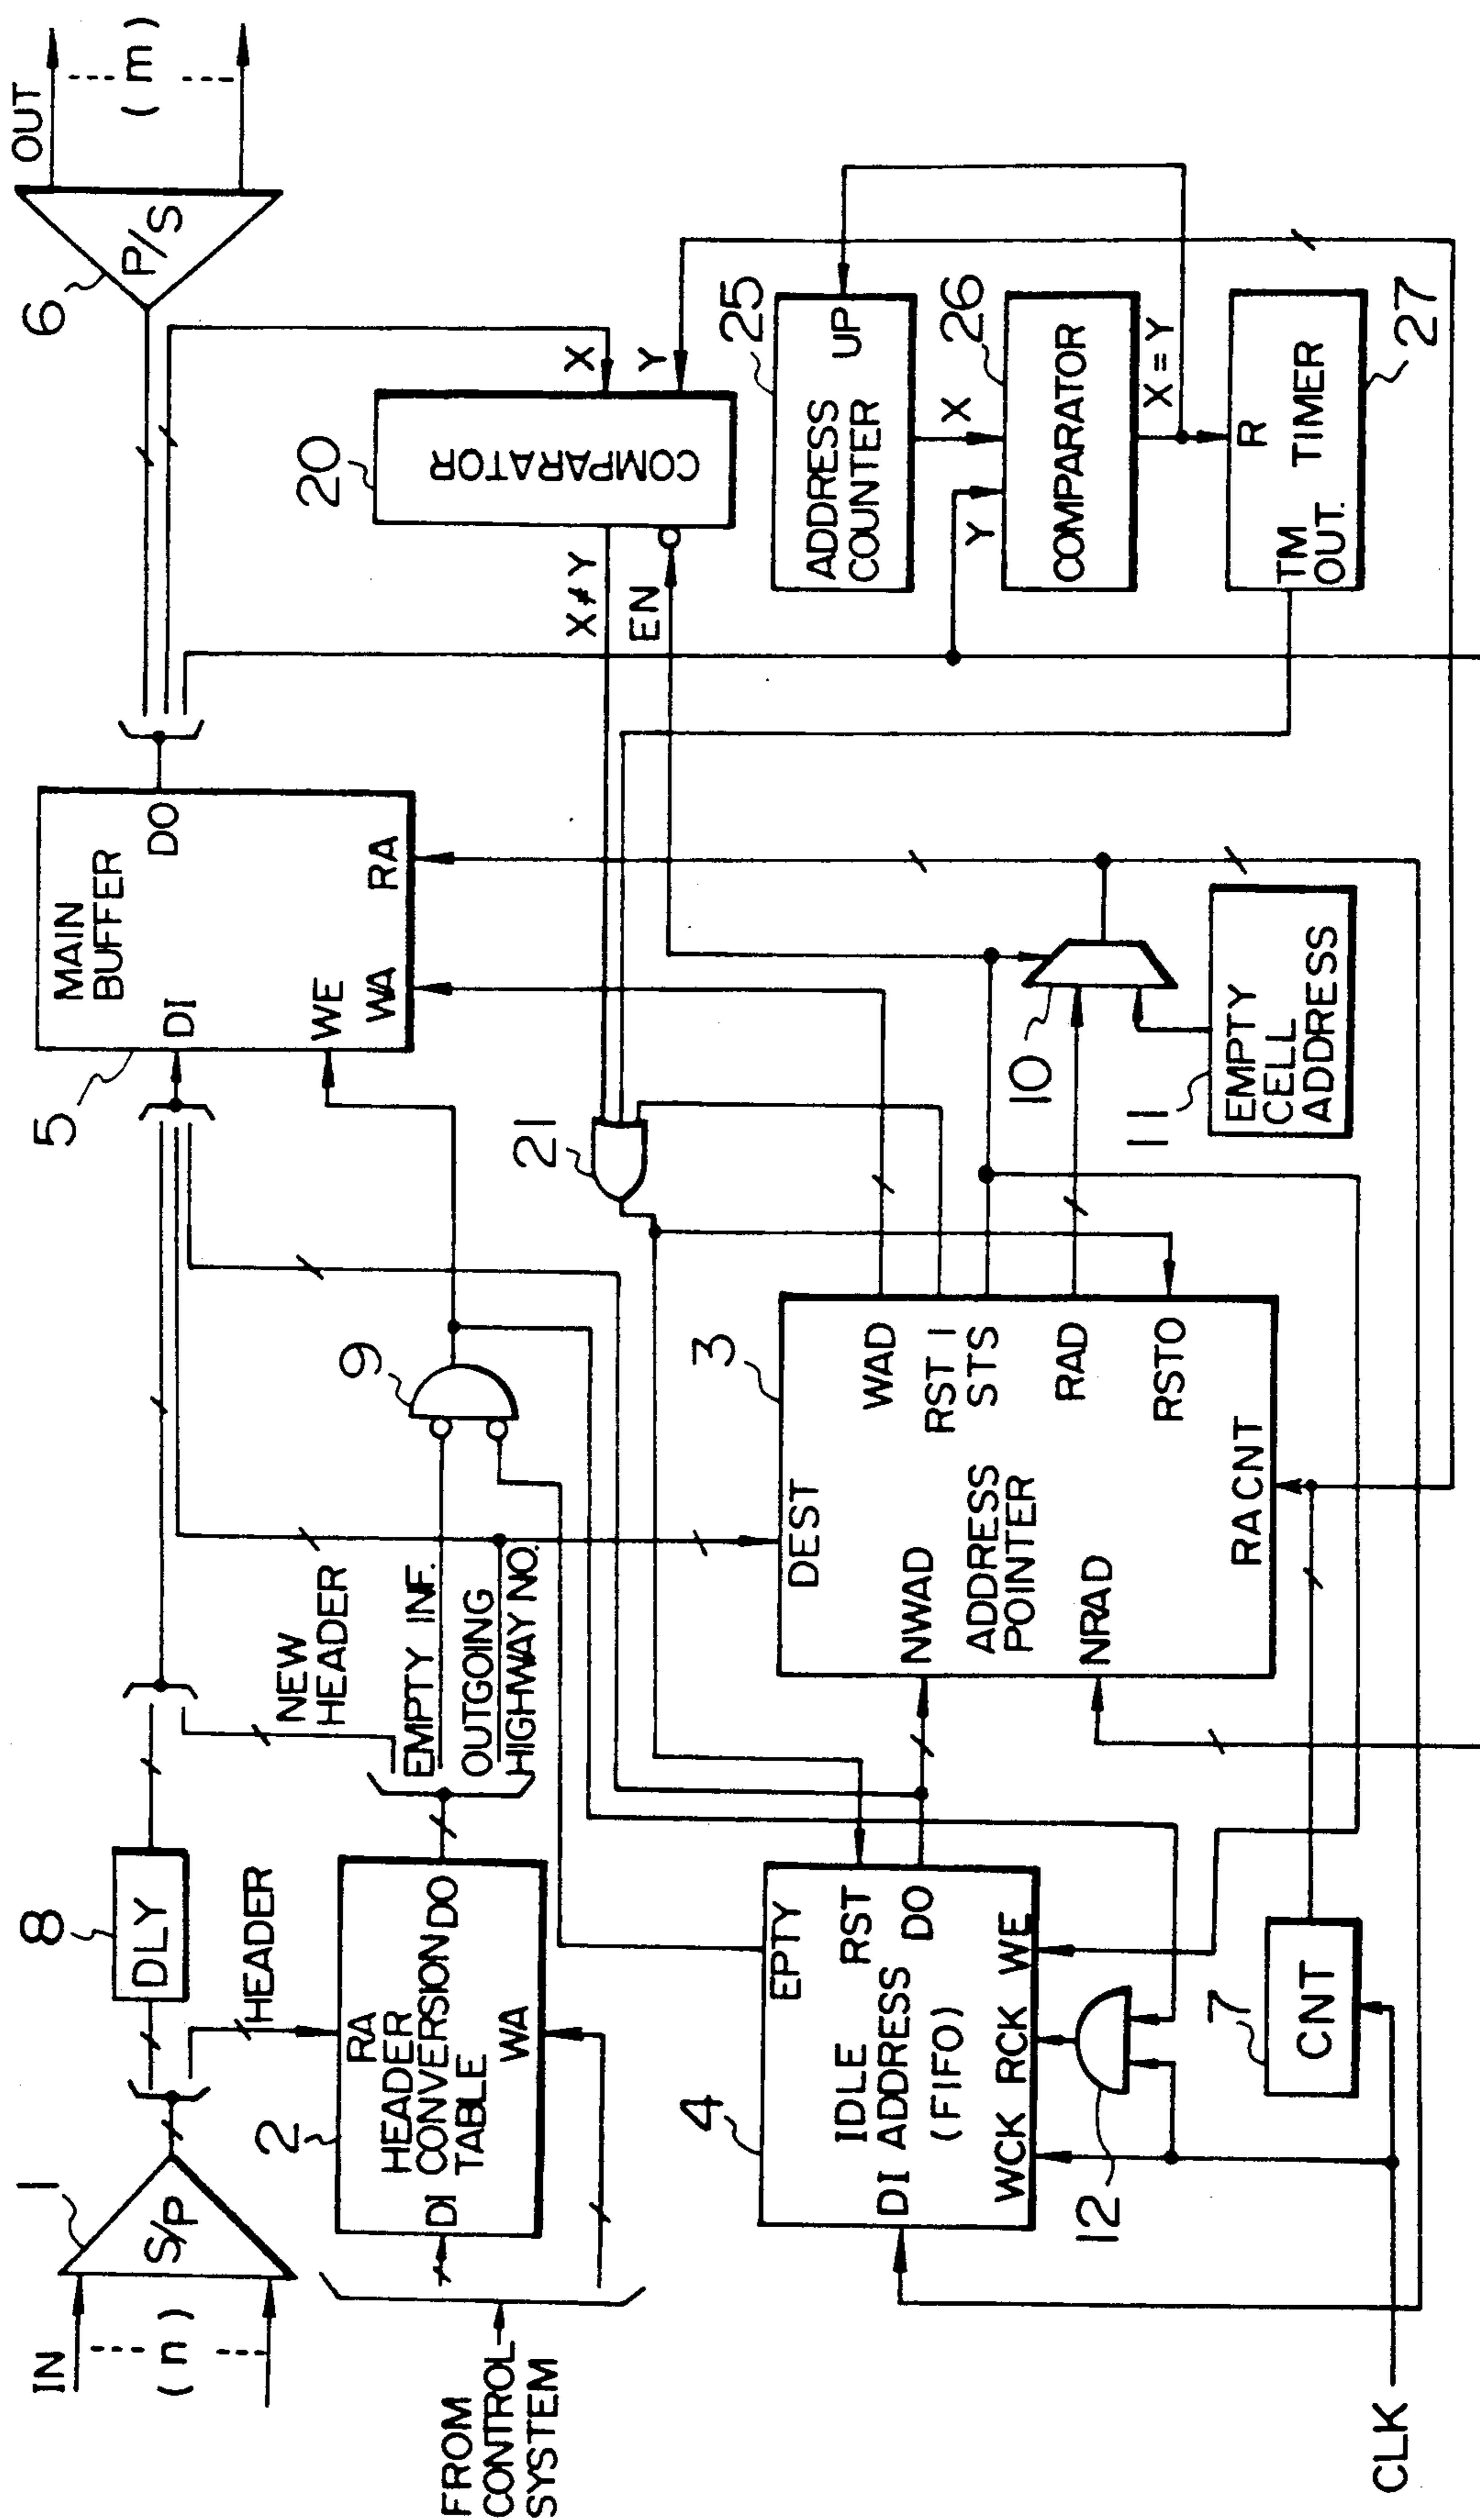 IN
( n )
1
S/P
8
DLY
HEADER
NEW
HEADER
2
RA
HEADER
CONVERSION
TABLE
DO
DI
WA
FROM
CONTROL
SYSTEM
EMPTY INF.
OUTGOING
HIGHWAY NO.
9
5
MAIN
BUFFER
DI
DO
WE
WA
RA
6
P/S
OUT
( m )
20
COMPARATOR
X
Y
X≠Y
EN
21
4
EPTY
IDLE
ADDRESS
(FIFO)
RST
DO
DI
WCK
RCK
WE
12
7
CNT
CLK
3
DEST
NWAD
ADDRESS
POINTER
NRAD
RACNT
WAD
RST I
STS
RAD
RSTO
10
11
EMPTY
CELL
ADDRESS
25
ADDRESS
COUNTER
UP
X
Y
26
COMPARATOR
X = Y
R
TIMER
TM
OUT.
27